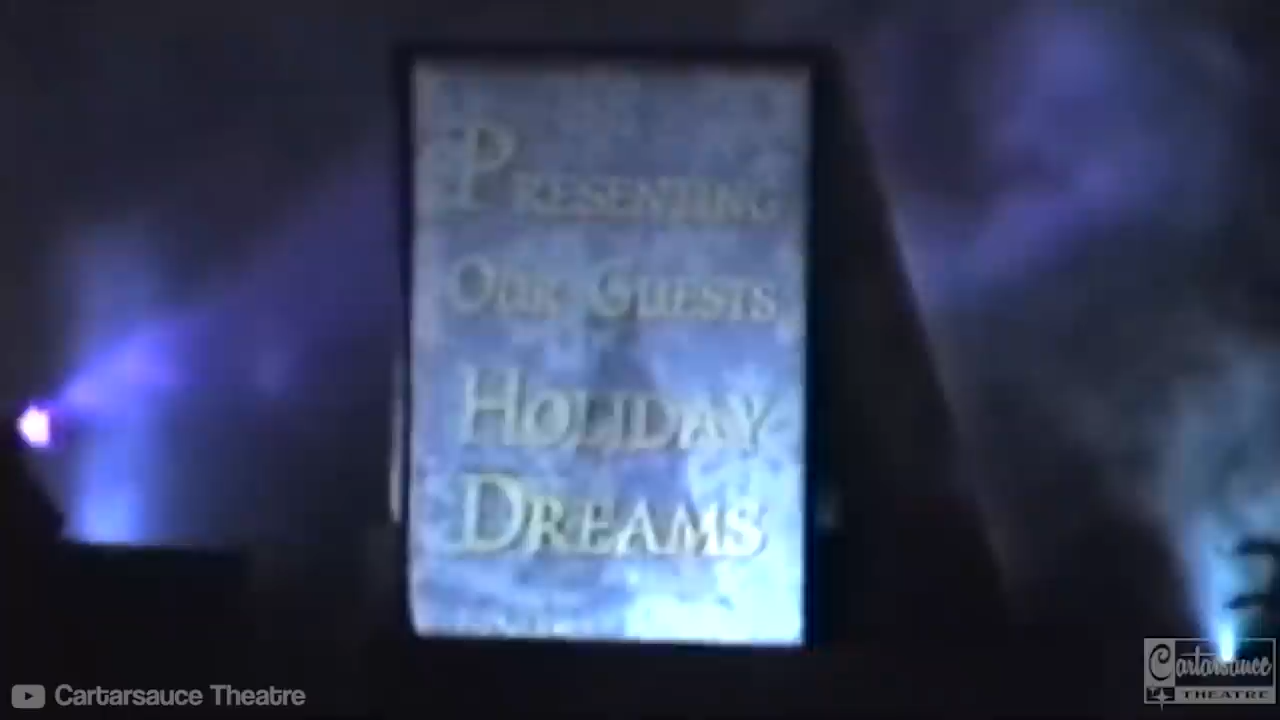 PRESENTING
OUR GUESTS
HOLIDAY
DREAMS
Cartarsauce Theatre
Cartarsauce
THEATRE